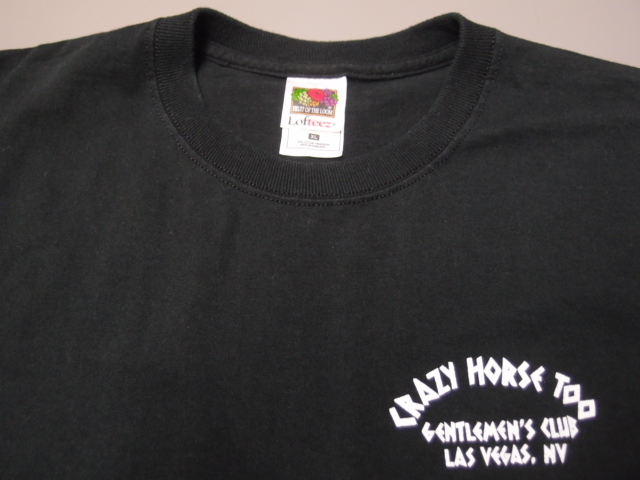 FRUIT OF THE LOOM
Lofteez
XL
CRAZY HORSE TOO
GENTLEMEN'S CLUB
LAS VEGAS, NV